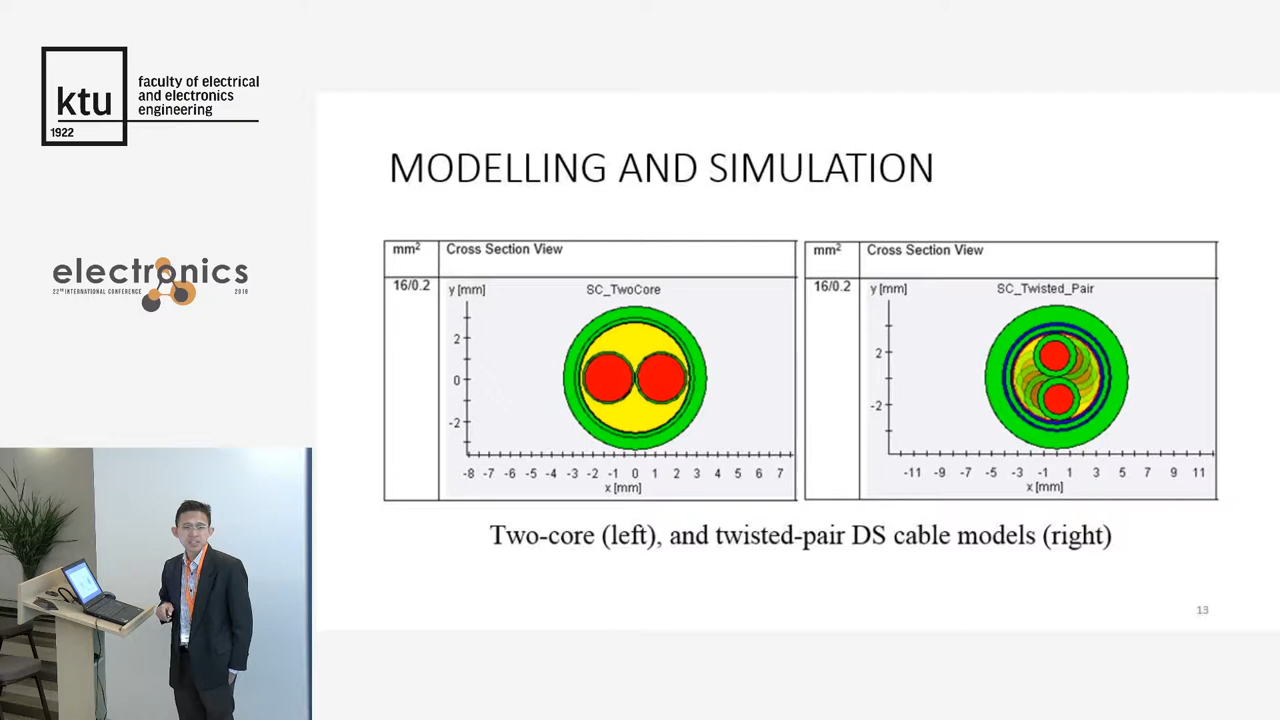 ktu
1922
faculty of electrical
and electronics
engineering
electronics
22ND INTERNATIONAL CONFERENCE 2018
MODELLING AND SIMULATION
mm² Cross Section View
16/0.2 y [mm] SC_TwoCore
2
0
-2
-8 -7 -6 -5 -4 -3 -2 -1 0 1 2 3 4 5 6 7
x [mm]
mm² Cross Section View
16/0.2 y [mm] SC_Twisted_Pair
2
-2
-11 -9 -7 -5 -3 -1 1 3 5 7 9 11
x [mm]
Two-core (left), and twisted-pair DS cable models (right)
13